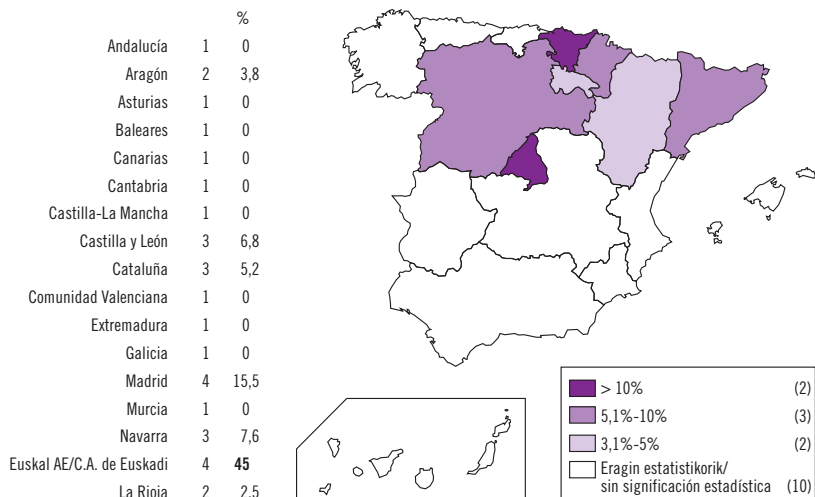 %
Andalucía 1 0
Aragón 2 3,8
Asturias 1 0
Baleares 1 0
Canarias 1 0
Cantabria 1 0
Castilla-La Mancha 1 0
Castilla y León 3 6,8
Cataluña 3 5,2
Comunidad Valenciana 1 0
Extremadura 1 0
Galicia 1 0
Madrid 4 15,5
Murcia 1 0
Navarra 3 7,6
Euskal AE/C.A. de Euskadi 4 45
La Rioja 2 2,5
> 10% (2)
5,1%-10% (3)
3,1%-5% (2)
Eragin estatistikorik/
sin significación estadística (10)